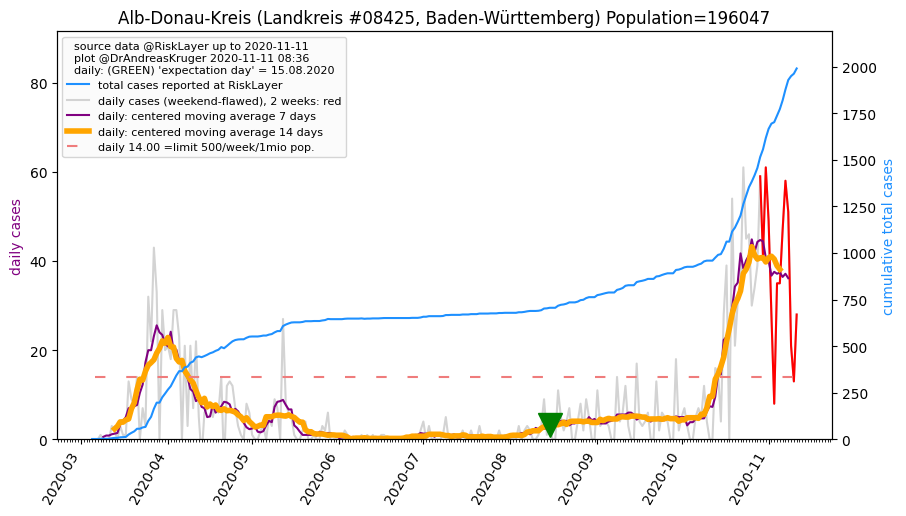 Alb-Donau-Kreis (Landkreis #08425, Baden-Württemberg) Population=196047
source data @RiskLayer up to 2020-11-11
plot @DrAndreasKruger 2020-11-11 08:36
daily: (GREEN) 'expectation day' = 15.08.2020
total cases reported at RiskLayer
daily cases (weekend-flawed), 2 weeks: red
daily: centered moving average 7 days
daily: centered moving average 14 days
daily 14.00 =limit 500/week/1mio pop.
daily cases
80
60
40
20
0
cumulative total cases
2000
1750
1500
1250
1000
750
500
250
0
2020-03
2020-04
2020-05
2020-06
2020-07
2020-08
2020-09
2020-10
2020-11